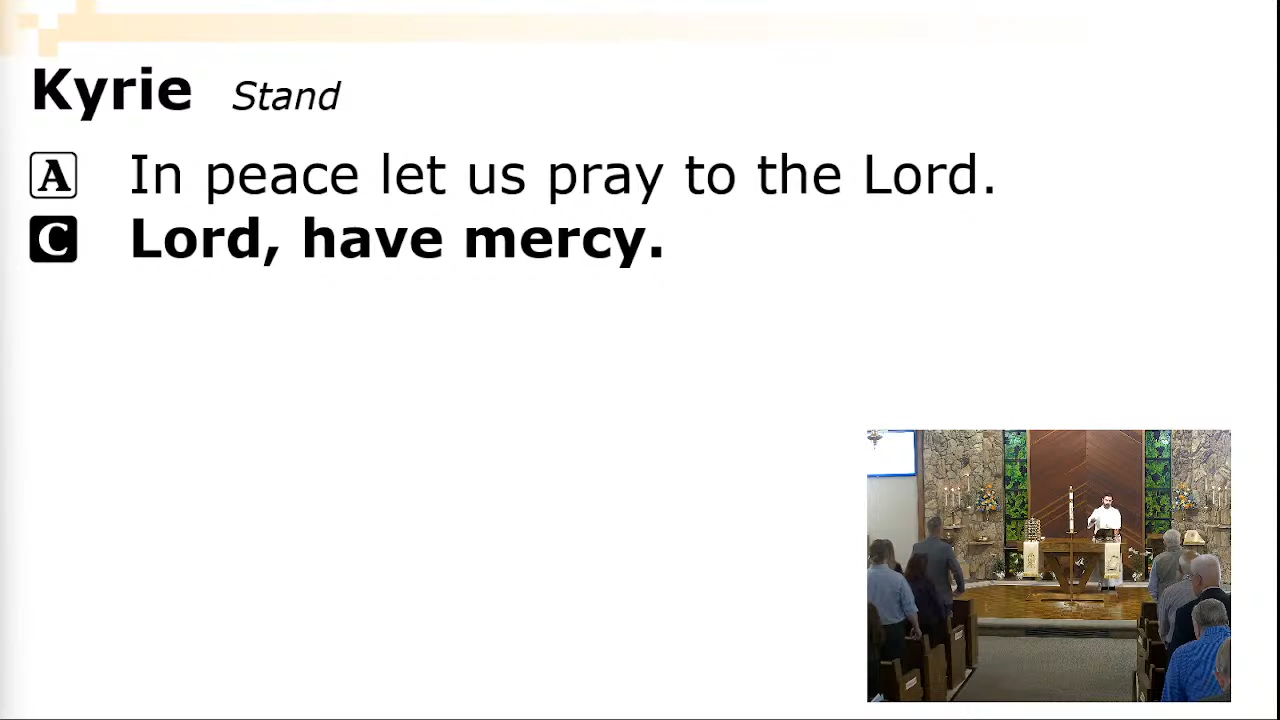 Kyrie Stand
A In peace let us pray to the Lord.
C Lord, have mercy.